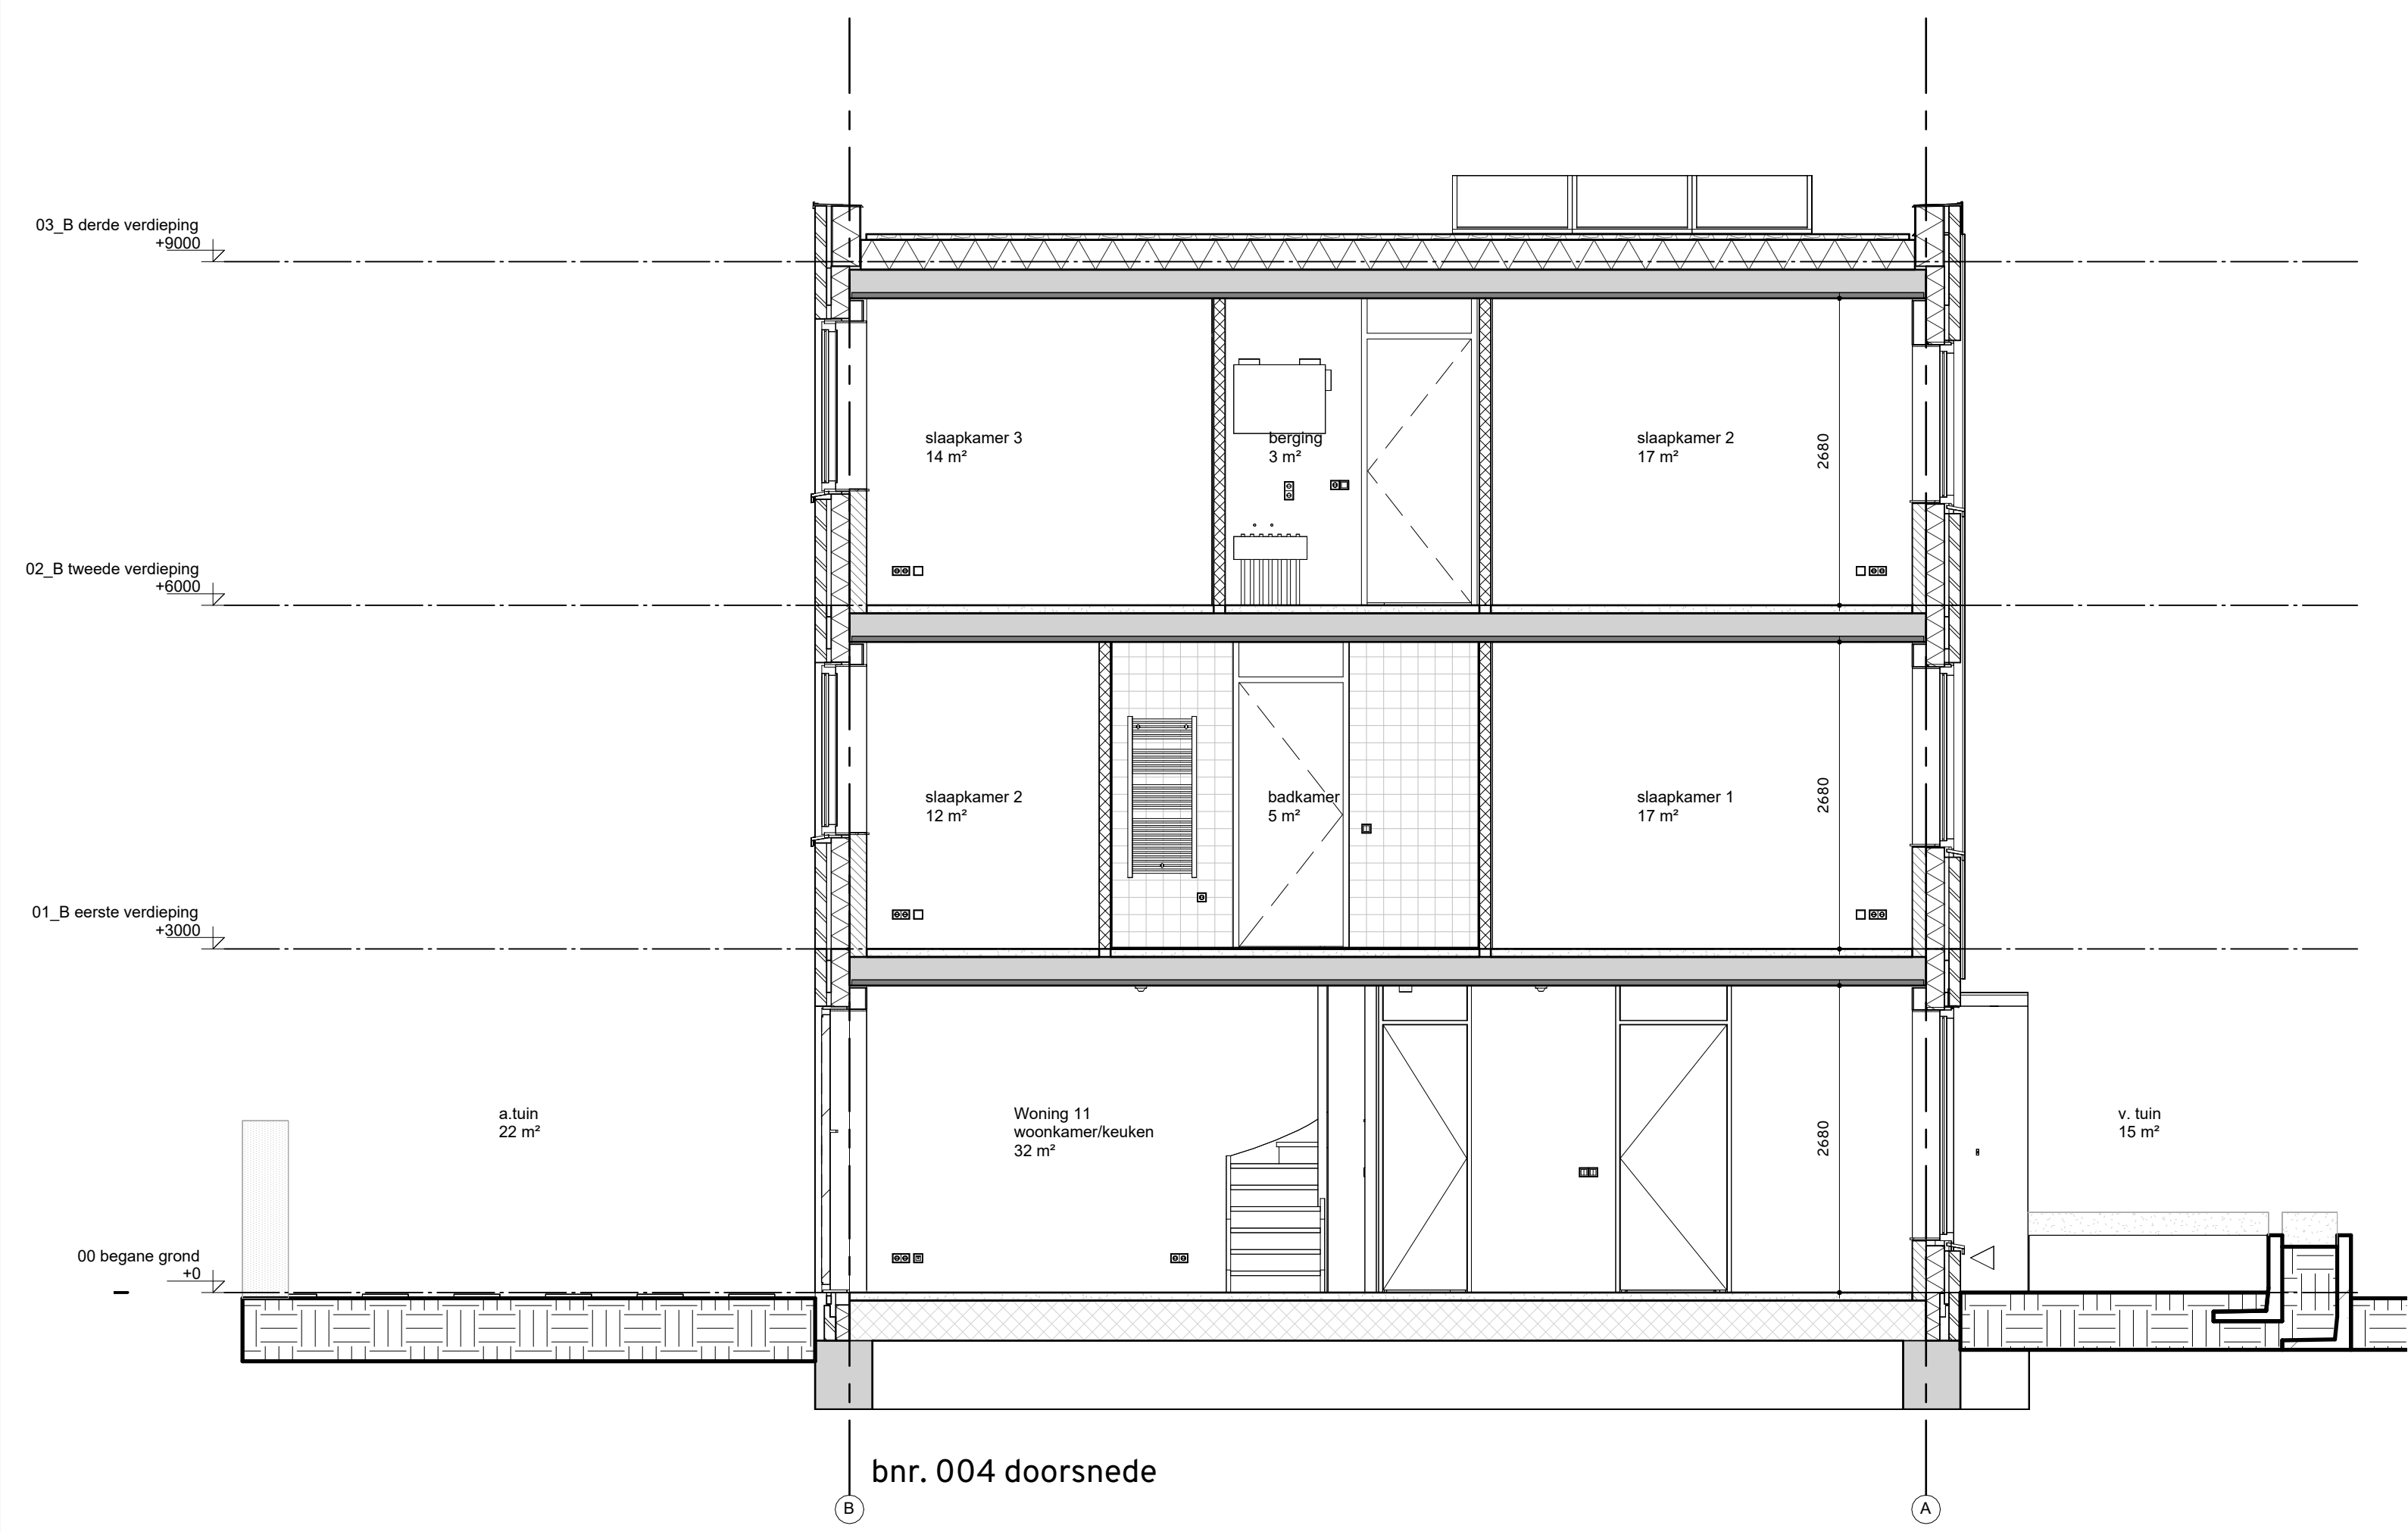 03_B derde verdieping
+9000
slaapkamer 3
14 m²
berging
3 m²
slaapkamer 2
17 m²
2680
02_B tweede verdieping
+6000
slaapkamer 2
12 m²
badkamer
5 m²
slaapkamer 1
17 m²
2680
01_B eerste verdieping
+3000
a.tuin
22 m²
Woning 11
woonkamer/keuken
32 m²
2680
v. tuin
15 m²
00 begane grond
+0
bnr. 004 doorsnede
B
A